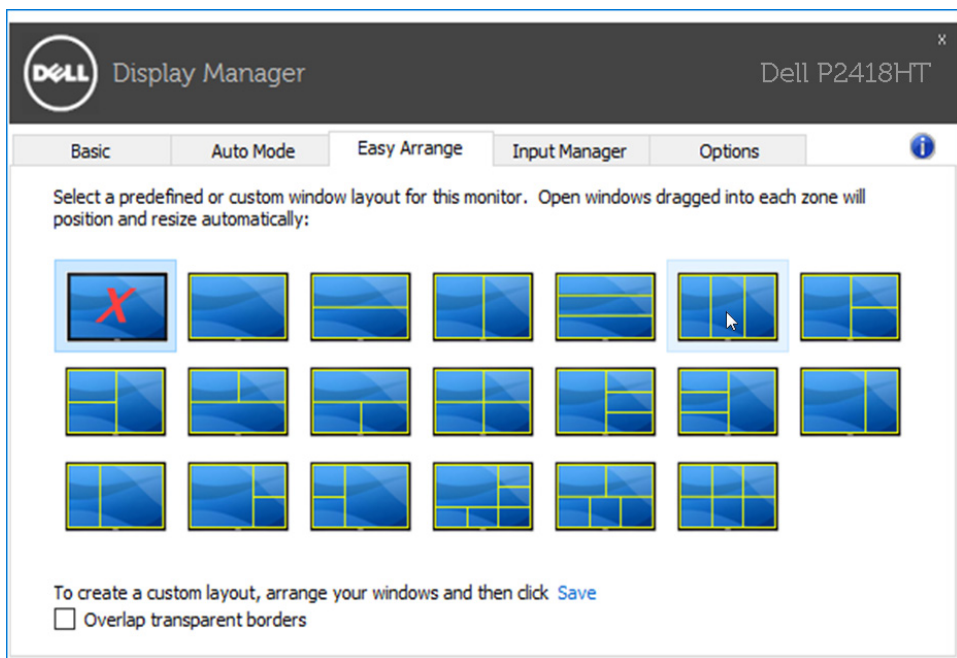 DELL Display Manager
x
Dell P2418HT
Basic Auto Mode Easy Arrange Input Manager Options
Select a predefined or custom window layout for this monitor. Open windows dragged into each zone will
position and resize automatically:
X
To create a custom layout, arrange your windows and then click Save
Overlap transparent borders